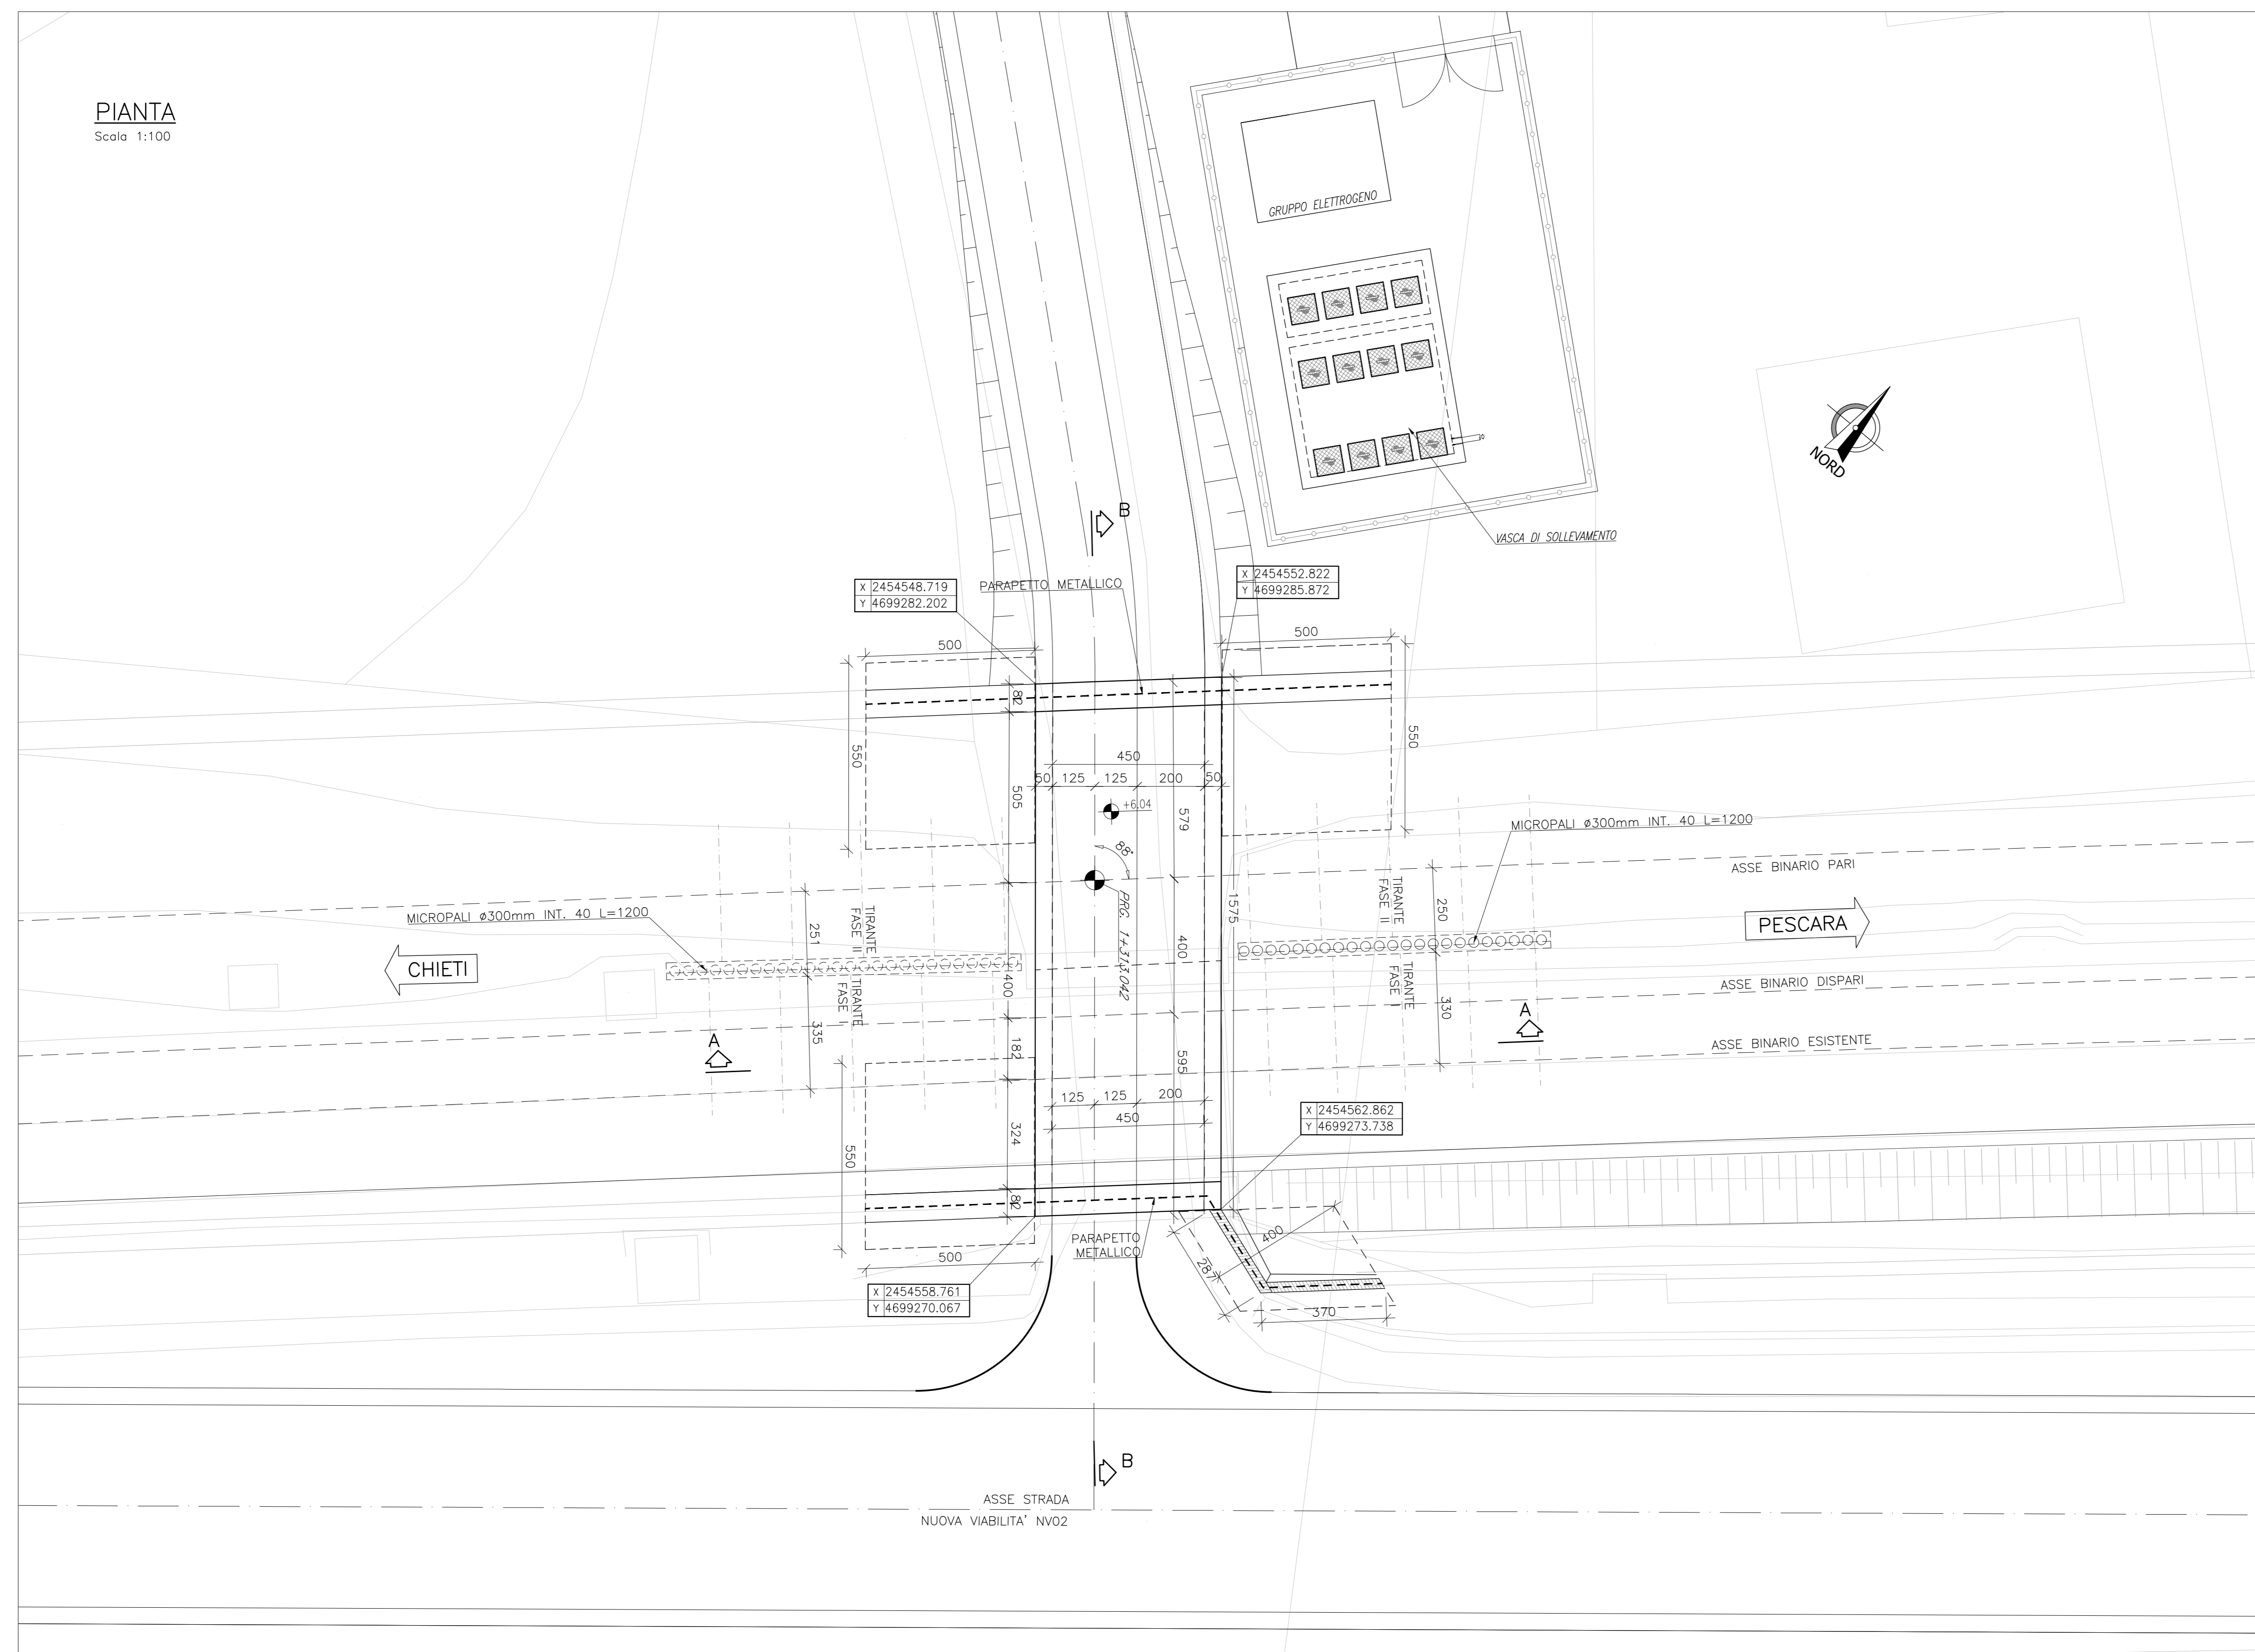 PIANTA
Scala 1:100
GRUPPO ELETTROGENO
VASCA DI SOLLEVAMENTO
NORD
B
X 2454548.719
Y 4699282.202
PARAPETTO METALLICO
X 2454552.822
Y 4699285.872
500
500
82
550
550
505
450
50 125 125 200 50
+6.04
579
88°
MICROPALI ø300mm INT. 40 L=1200
ASSE BINARIO PARI
1575
PRG. 1+313.042
TIRANTE
FASE II
250
MICROPALI ø300mm INT. 40 L=1200
251
TIRANTE
FASE II
PESCARA
CHIETI
400
400
TIRANTE
FASE I
335
TIRANTE
FASE I
330
ASSE BINARIO DISPARI
A
A
182
595
ASSE BINARIO ESISTENTE
125 125 200
450
324
550
X 2454562.862
Y 4699273.738
82
PARAPETTO
METALLICO
400
287
370
500
X 2454558.761
Y 4699270.067
B
ASSE STRADA
NUOVA VIABILITA' NV02